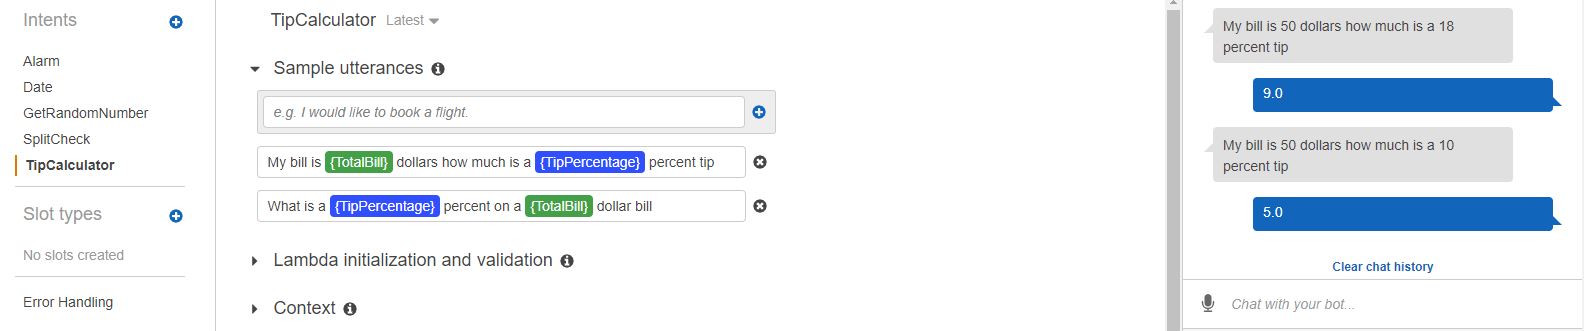 Intents
Alarm
Date
GetRandomNumber
SplitCheck
TipCalculator
Slot types
No slots created
Error Handling
TipCalculator Latest
Sample utterances
e.g. I would like to book a flight.
My bill is {TotalBill} dollars how much is a {TipPercentage} percent tip
What is a {TipPercentage} percent on a {TotalBill} dollar bill
Lambda initialization and validation
Context
My bill is 50 dollars how much is a 18
percent tip
9.0
My bill is 50 dollars how much is a 10
percent tip
5.0
Clear chat history
Chat with your bot...